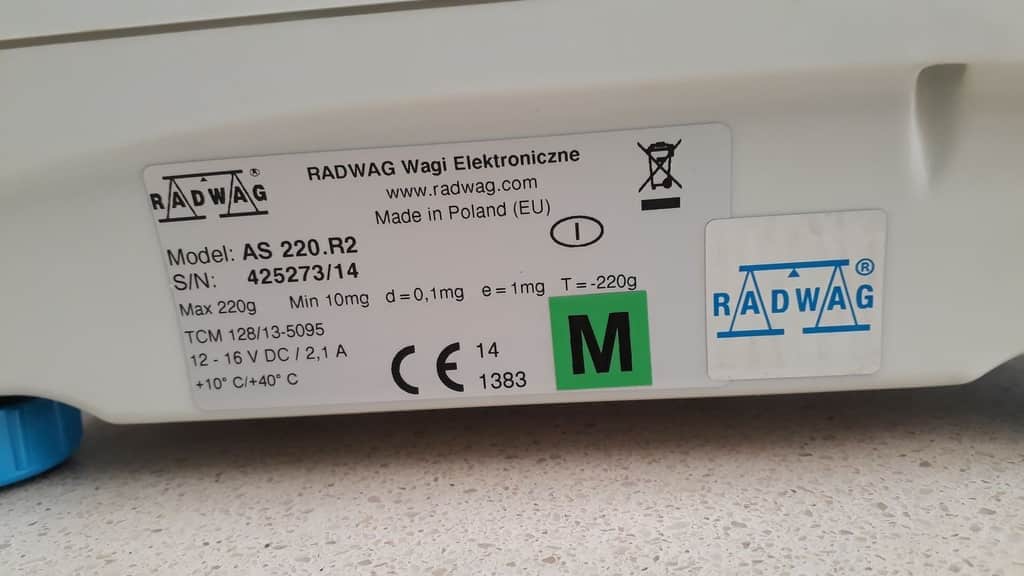 RADWAG ®
RADWAG Wagi Elektroniczne
www.radwag.com
Made in Poland (EU)
I
Model: AS 220.R2
S/N: 425273/14
Max 220g Min 10mg d=0,1mg e=1mg T=-220g
TCM 128/13-5095
12 - 16 V DC / 2,1 A
+10° C/+40° C
CE 14
1383
M
RADWAG ®